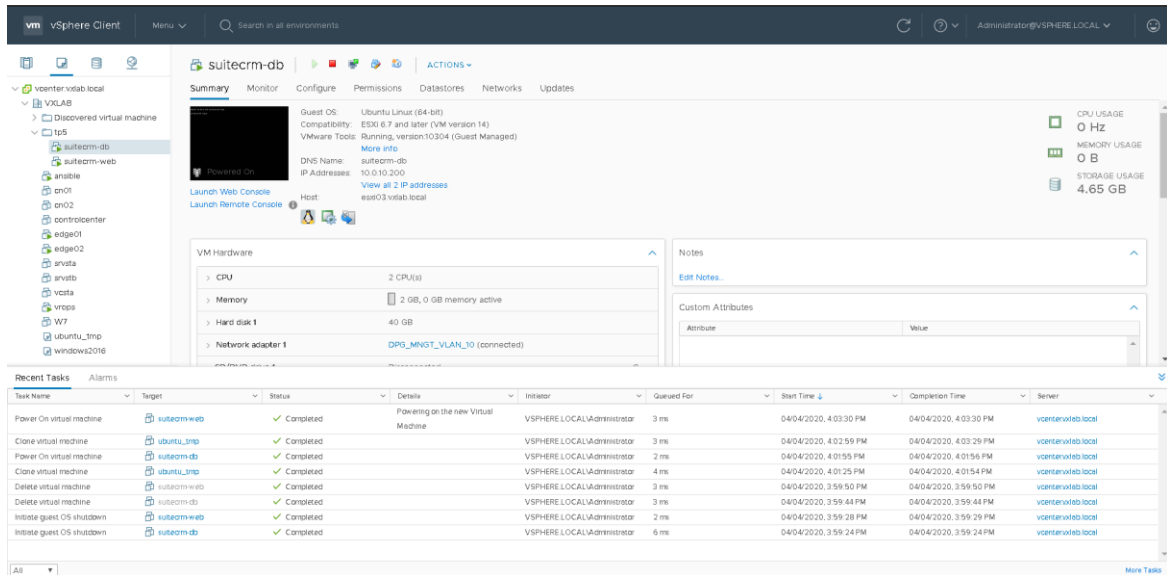 vm vSphere Client Menu Search in all environments Administrator@VSPHERE.LOCAL
vcenter.vxlab.local
VXLAB
Discovered virtual machine
tp5
suitecrm-db
suitecrm-web
ansible
cn01
cn02
controlcenter
edge01
edge02
srvsta
srvstb
vcsta
vrops
W7
ubuntu_tmp
windows2016
suitecrm-db ACTIONS
Summary Monitor Configure Permissions Datastores Networks Updates
Powered On
Launch Web Console
Launch Remote Console
Guest OS: Ubuntu Linux (64-bit)
Compatibility: ESXi 6.7 and later (VM version 14)
VMware Tools: Running, version:10304 (Guest Managed)
More info
DNS Name: suitecrm-db
IP Addresses: 10.0.10.200
View all 2 IP addresses
Host: esxi03.vxlab.local
CPU USAGE
0 Hz
MEMORY USAGE
0 B
STORAGE USAGE
4.65 GB
VM Hardware
CPU 2 CPU(s)
Memory 2 GB, 0 GB memory active
Hard disk 1 40 GB
Network adapter 1 DPG_MNGT_VLAN_10 (connected)
Notes
Edit Notes...
Custom Attributes
Attribute Value
Recent Tasks Alarms
Task Name Target Status Details Initiator Queued For Start Time Completion Time Server
Power On virtual machine suitecrm-web Completed Powering on the new Virtual Machine VSPHERE.LOCAL\Administrator 3 ms 04/04/2020, 4:03:30 PM 04/04/2020, 4:03:30 PM vcenter.vxlab.local
Clone virtual machine ubuntu_tmp Completed VSPHERE.LOCAL\Administrator 3 ms 04/04/2020, 4:02:59 PM 04/04/2020, 4:03:29 PM vcenter.vxlab.local
Power On virtual machine suitecrm-db Completed VSPHERE.LOCAL\Administrator 2 ms 04/04/2020, 4:01:55 PM 04/04/2020, 4:01:56 PM vcenter.vxlab.local
Clone virtual machine ubuntu_tmp Completed VSPHERE.LOCAL\Administrator 4 ms 04/04/2020, 4:01:25 PM 04/04/2020, 4:01:54 PM vcenter.vxlab.local
Delete virtual machine suitecrm-web Completed VSPHERE.LOCAL\Administrator 3 ms 04/04/2020, 3:59:50 PM 04/04/2020, 3:59:50 PM vcenter.vxlab.local
Delete virtual machine suitecrm-db Completed VSPHERE.LOCAL\Administrator 3 ms 04/04/2020, 3:59:44 PM 04/04/2020, 3:59:44 PM vcenter.vxlab.local
Initiate guest OS shutdown suitecrm-web Completed VSPHERE.LOCAL\Administrator 2 ms 04/04/2020, 3:59:28 PM 04/04/2020, 3:59:29 PM vcenter.vxlab.local
Initiate guest OS shutdown suitecrm-db Completed VSPHERE.LOCAL\Administrator 6 ms 04/04/2020, 3:59:24 PM 04/04/2020, 3:59:24 PM vcenter.vxlab.local
All More Tasks